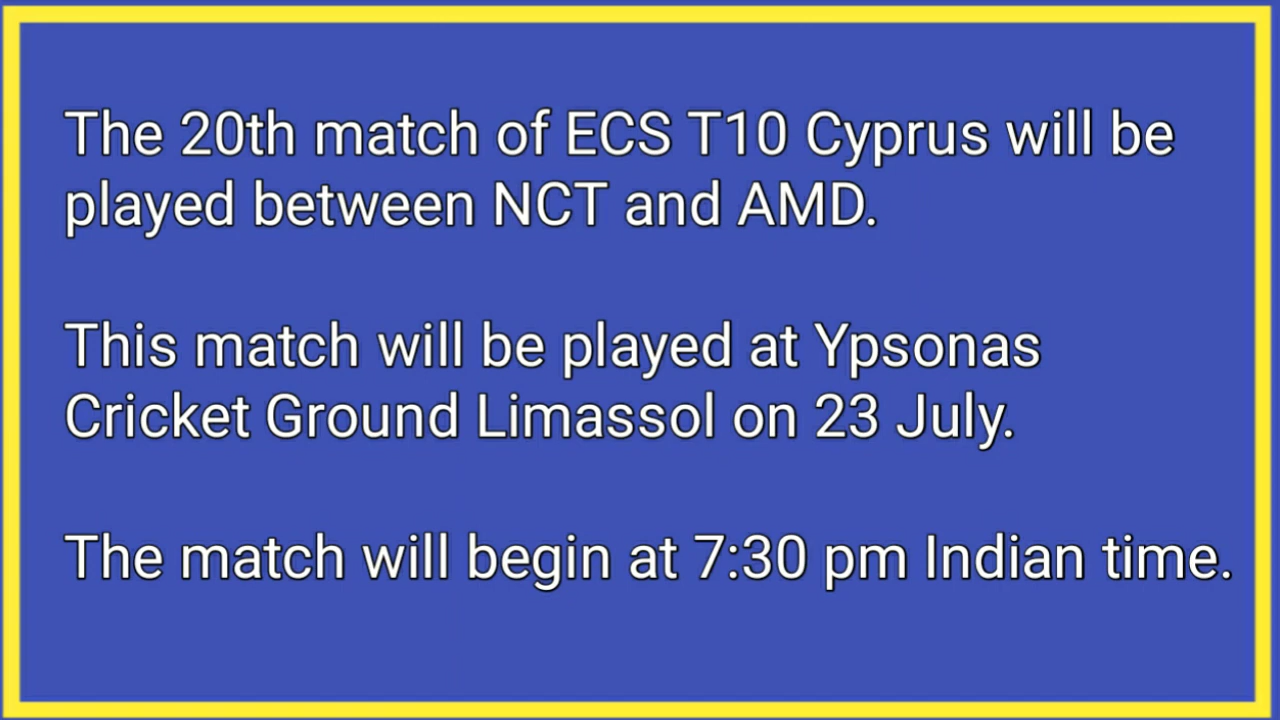 The 20th match of ECS T10 Cyprus will be
played between NCT and AMD.
This match will be played at Ypsonas
Cricket Ground Limassol on 23 July.
The match will begin at 7:30 pm Indian time.